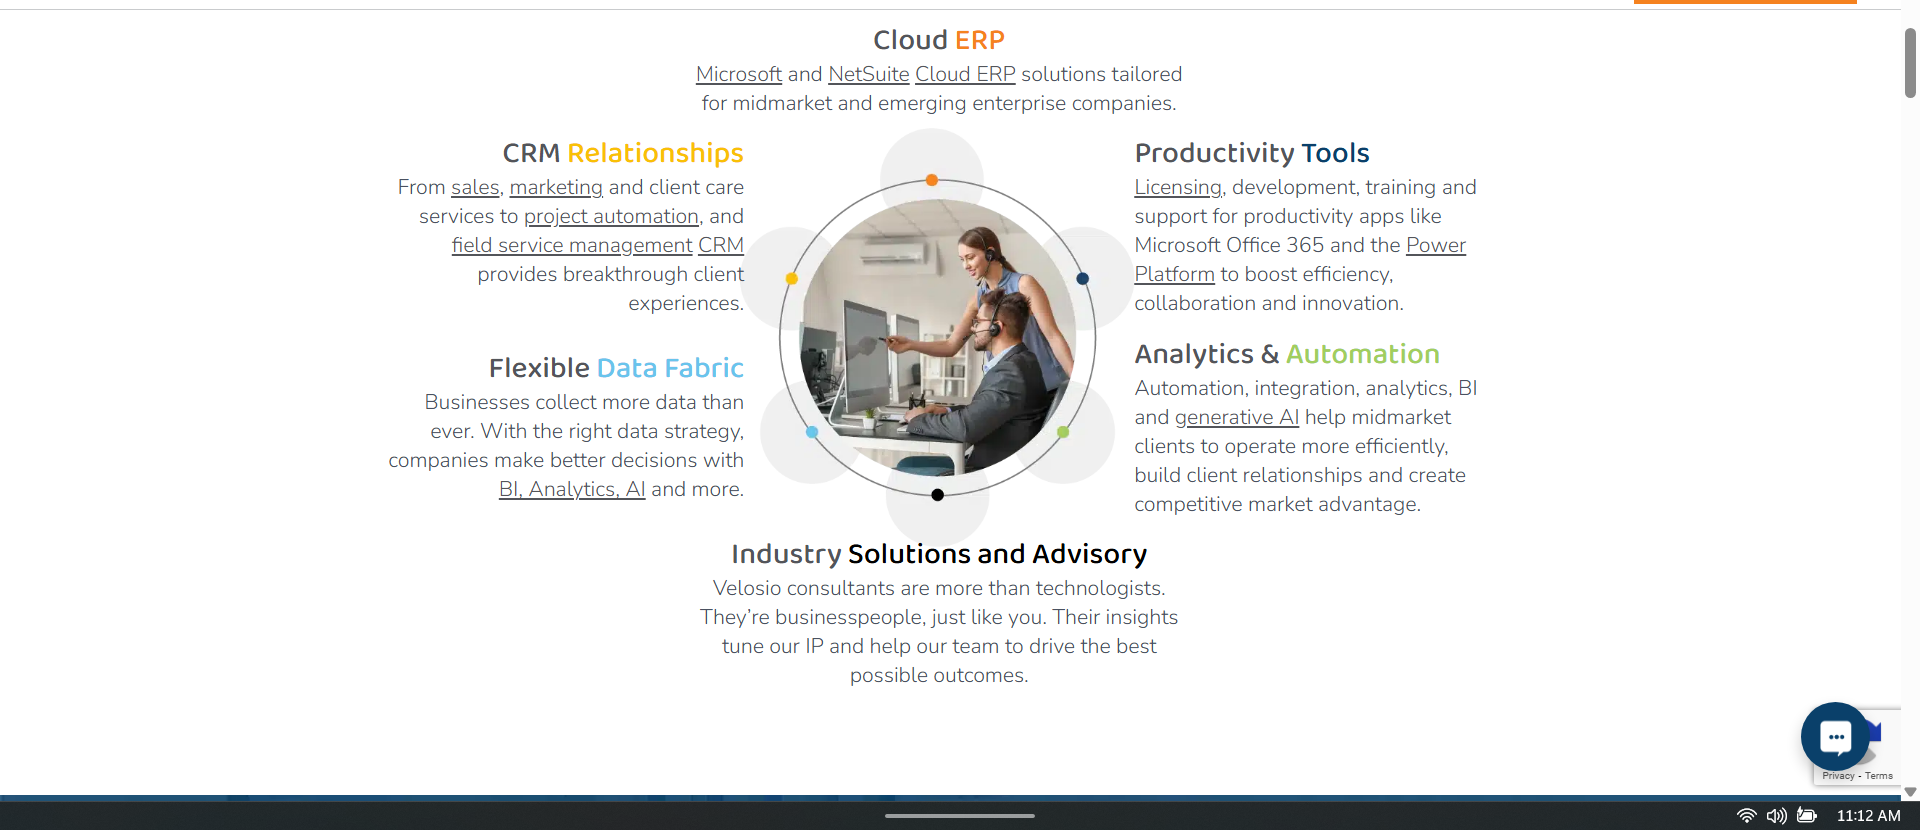 Cloud ERP
Microsoft and NetSuite Cloud ERP solutions tailored
for midmarket and emerging enterprise companies.
CRM Relationships
From sales, marketing and client care
services to project automation, and
field service management CRM
provides breakthrough client
experiences.
Productivity Tools
Licensing, development, training and
support for productivity apps like
Microsoft Office 365 and the Power
Platform to boost efficiency,
collaboration and innovation.
Flexible Data Fabric
Businesses collect more data than
ever. With the right data strategy,
companies make better decisions with
BI, Analytics, AI and more.
Analytics & Automation
Automation, integration, analytics, BI
and generative AI help midmarket
clients to operate more efficiently,
build client relationships and create
competitive market advantage.
Industry Solutions and Advisory
Velosio consultants are more than technologists.
They’re businesspeople, just like you. Their insights
tune our IP and help our team to drive the best
possible outcomes.
Privacy - Terms
11:12 AM